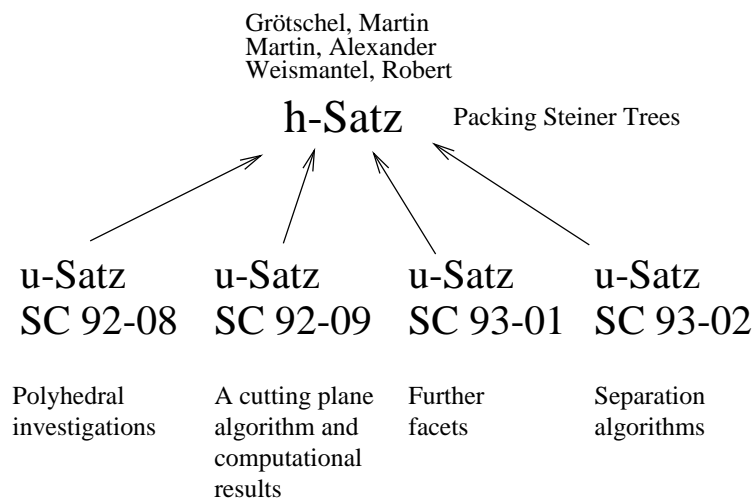 Grötschel, Martin
Martin, Alexander
Weismantel, Robert
h-Satz
Packing Steiner Trees
u-Satz
SC 92-08
u-Satz
SC 92-09
u-Satz
SC 93-01
u-Satz
SC 93-02
Polyhedral
investigations
A cutting plane
algorithm and
computational
results
Further
facets
Separation
algorithms